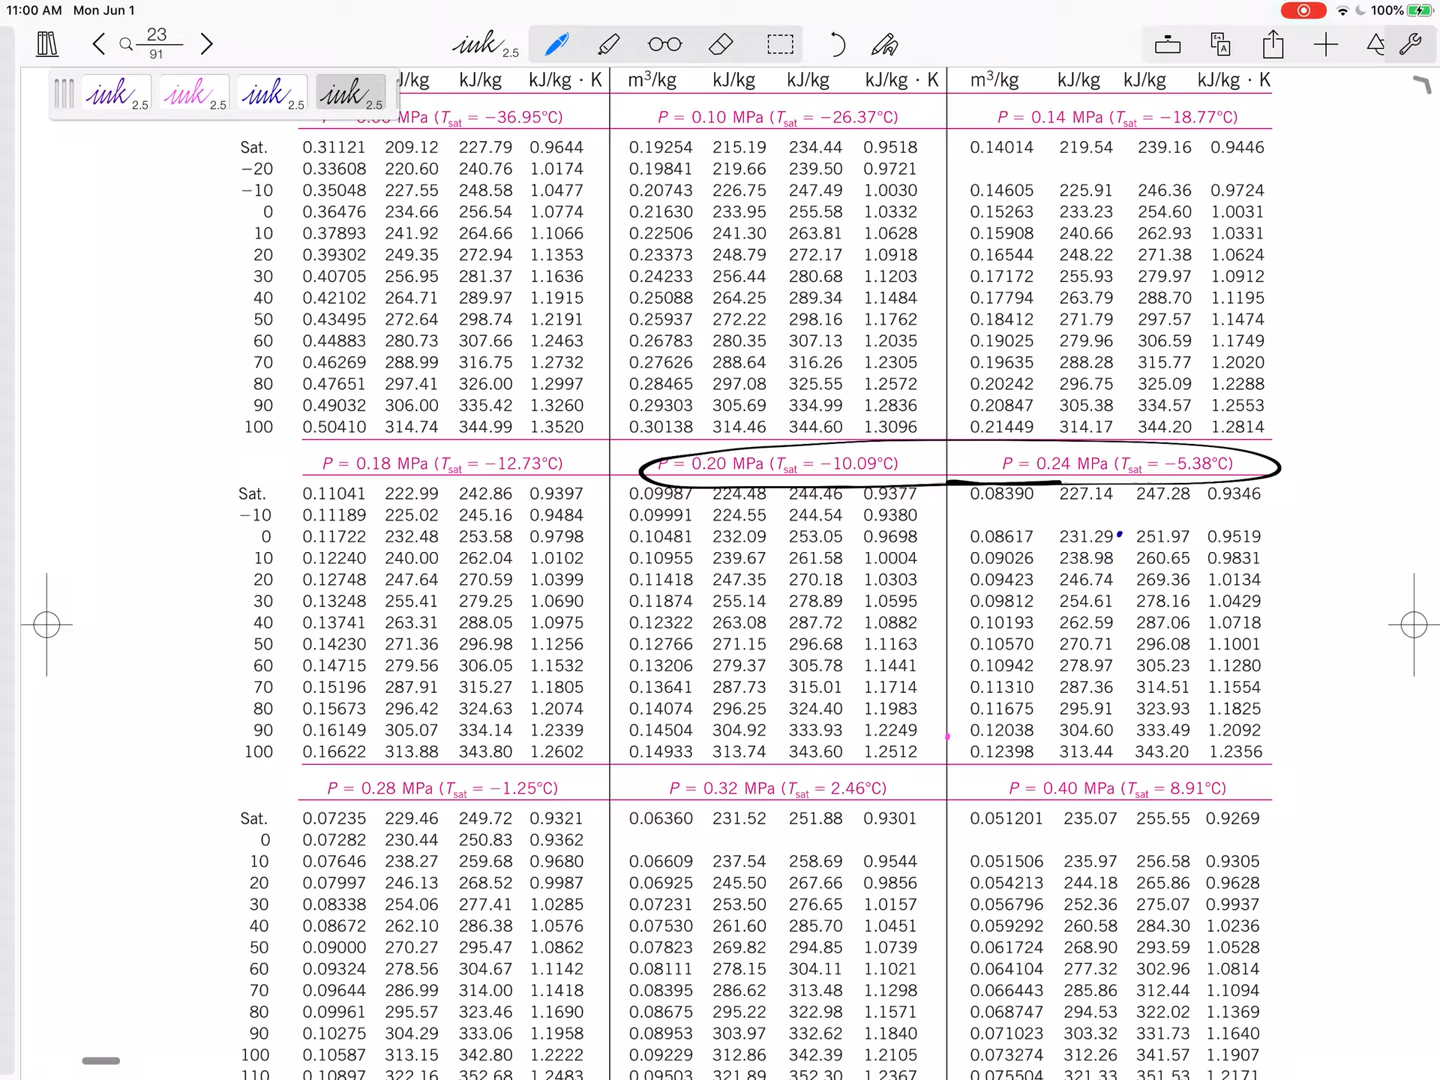 11:00 AM Mon Jun 1
100%
23
91
ink 2.5
ink 2.5 ink 2.5 ink 2.5 ink 2.5
J/kg kJ/kg kJ/kg · K m³/kg kJ/kg kJ/kg kJ/kg · K m³/kg kJ/kg kJ/kg kJ/kg · K
MPa (Tsat = −36.95°C) P = 0.10 MPa (Tsat = −26.37°C) P = 0.14 MPa (Tsat = −18.77°C)
Sat. 0.31121 209.12 227.79 0.9644 0.19254 215.19 234.44 0.9518 0.14014 219.54 239.16 0.9446
−20 0.33608 220.60 240.76 1.0174 0.19841 219.66 239.50 0.9721
−10 0.35048 227.55 248.58 1.0477 0.20743 226.75 247.49 1.0030 0.14605 225.91 246.36 0.9724
0 0.36476 234.66 256.54 1.0774 0.21630 233.95 255.58 1.0332 0.15263 233.23 254.60 1.0031
10 0.37893 241.92 264.66 1.1066 0.22506 241.30 263.81 1.0628 0.15908 240.66 262.93 1.0331
20 0.39302 249.35 272.94 1.1353 0.23373 248.79 272.17 1.0918 0.16544 248.22 271.38 1.0624
30 0.40705 256.95 281.37 1.1636 0.24233 256.44 280.68 1.1203 0.17172 255.93 279.97 1.0912
40 0.42102 264.71 289.97 1.1915 0.25088 264.25 289.34 1.1484 0.17794 263.79 288.70 1.1195
50 0.43495 272.64 298.74 1.2191 0.25937 272.22 298.16 1.1762 0.18412 271.79 297.57 1.1474
60 0.44883 280.73 307.66 1.2463 0.26783 280.35 307.13 1.2035 0.19025 279.96 306.59 1.1749
70 0.46269 288.99 316.75 1.2732 0.27626 288.64 316.26 1.2305 0.19635 288.28 315.77 1.2020
80 0.47651 297.41 326.00 1.2997 0.28465 297.08 325.55 1.2572 0.20242 296.75 325.09 1.2288
90 0.49032 306.00 335.42 1.3260 0.29303 305.69 334.99 1.2836 0.20847 305.38 334.57 1.2553
100 0.50410 314.74 344.99 1.3520 0.30138 314.46 344.60 1.3096 0.21449 314.17 344.20 1.2814
P = 0.18 MPa (Tsat = −12.73°C) P = 0.20 MPa (Tsat = −10.09°C) P = 0.24 MPa (Tsat = −5.38°C)
Sat. 0.11041 222.99 242.86 0.9397 0.09987 224.48 244.46 0.9377 0.08390 227.14 247.28 0.9346
−10 0.11189 225.02 245.16 0.9484 0.09991 224.55 244.54 0.9380
0 0.11722 232.48 253.58 0.9798 0.10481 232.09 253.05 0.9698 0.08617 231.29 251.97 0.9519
10 0.12240 240.00 262.04 1.0102 0.10955 239.67 261.58 1.0004 0.09026 238.98 260.65 0.9831
20 0.12748 247.64 270.59 1.0399 0.11418 247.35 270.18 1.0303 0.09423 246.74 269.36 1.0134
30 0.13248 255.41 279.25 1.0690 0.11874 255.14 278.89 1.0595 0.09812 254.61 278.16 1.0429
40 0.13741 263.31 288.05 1.0975 0.12322 263.08 287.72 1.0882 0.10193 262.59 287.06 1.0718
50 0.14230 271.36 296.98 1.1256 0.12766 271.15 296.68 1.1163 0.10570 270.71 296.08 1.1001
60 0.14715 279.56 306.05 1.1532 0.13206 279.37 305.78 1.1441 0.10942 278.97 305.23 1.1280
70 0.15196 287.91 315.27 1.1805 0.13641 287.73 315.01 1.1714 0.11310 287.36 314.51 1.1554
80 0.15673 296.42 324.63 1.2074 0.14074 296.25 324.40 1.1983 0.11675 295.91 323.93 1.1825
90 0.16149 305.07 334.14 1.2339 0.14504 304.92 333.93 1.2249 0.12038 304.60 333.49 1.2092
100 0.16622 313.88 343.80 1.2602 0.14933 313.74 343.60 1.2512 0.12398 313.44 343.20 1.2356
P = 0.28 MPa (Tsat = −1.25°C) P = 0.32 MPa (Tsat = 2.46°C) P = 0.40 MPa (Tsat = 8.91°C)
Sat. 0.07235 229.46 249.72 0.9321 0.06360 231.52 251.88 0.9301 0.051201 235.07 255.55 0.9269
0 0.07282 230.44 250.83 0.9362
10 0.07646 238.27 259.68 0.9680 0.06609 237.54 258.69 0.9544 0.051506 235.97 256.58 0.9305
20 0.07997 246.13 268.52 0.9987 0.06925 245.50 267.66 0.9856 0.054213 244.18 265.86 0.9628
30 0.08338 254.06 277.41 1.0285 0.07231 253.50 276.65 1.0157 0.056796 252.36 275.07 0.9937
40 0.08672 262.10 286.38 1.0576 0.07530 261.60 285.70 1.0451 0.059292 260.58 284.30 1.0236
50 0.09000 270.27 295.47 1.0862 0.07823 269.82 294.85 1.0739 0.061724 268.90 293.59 1.0528
60 0.09324 278.56 304.67 1.1142 0.08111 278.15 304.11 1.1021 0.064104 277.32 302.96 1.0814
70 0.09644 286.99 314.00 1.1418 0.08395 286.62 313.48 1.1298 0.066443 285.86 312.44 1.1094
80 0.09961 295.57 323.46 1.1690 0.08675 295.22 322.98 1.1571 0.068747 294.53 322.02 1.1369
90 0.10275 304.29 333.06 1.1958 0.08953 303.97 332.62 1.1840 0.071023 303.32 331.73 1.1640
100 0.10587 313.15 342.80 1.2222 0.09229 312.86 342.39 1.2105 0.073274 312.26 341.57 1.1907
110 0.10897 322.16 352.68 1.2483 0.09503 321.89 352.30 1.2367 0.075504 321.33 351.53 1.2171